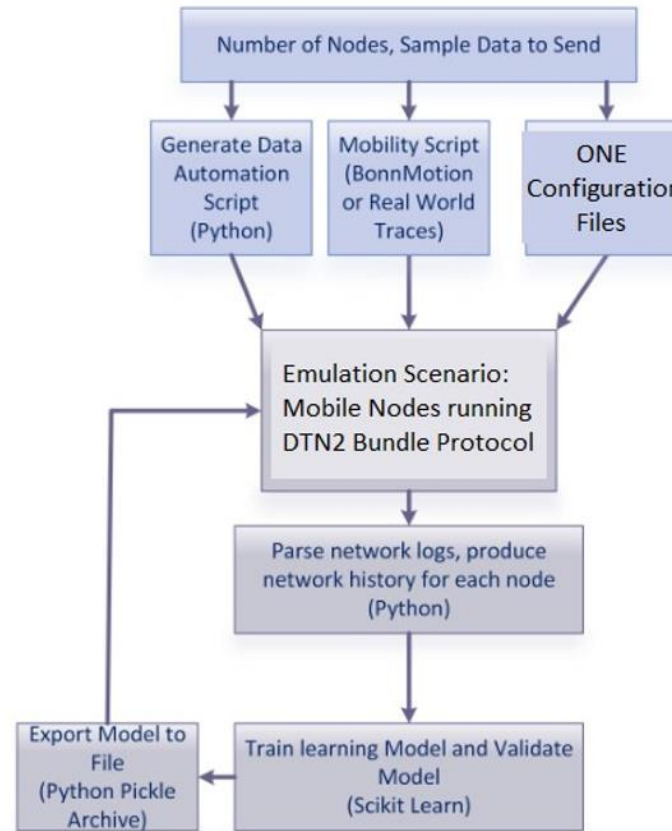 Number of Nodes, Sample Data to Send
Generate Data
Automation
Script
(Python)
Mobility Script
(BonnMotion
or Real World
Traces)
ONE
Configuration
Files
Emulation Scenario:
Mobile Nodes running
DTN2 Bundle Protocol
Parse network logs, produce
network history for each node
(Python)
Export Model to
File
(Python Pickle
Archive)
Train learning Model and Validate
Model
(Scikit Learn)